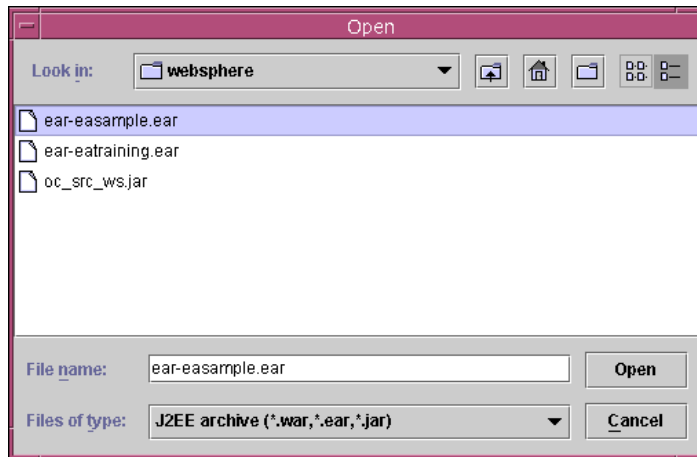 Open
Look in: websphere
ear-easample.ear
ear-eatraining.ear
oc_src_ws.jar
File name: ear-easample.ear Open
Files of type: J2EE archive (*.war,*.ear,*.jar) Cancel